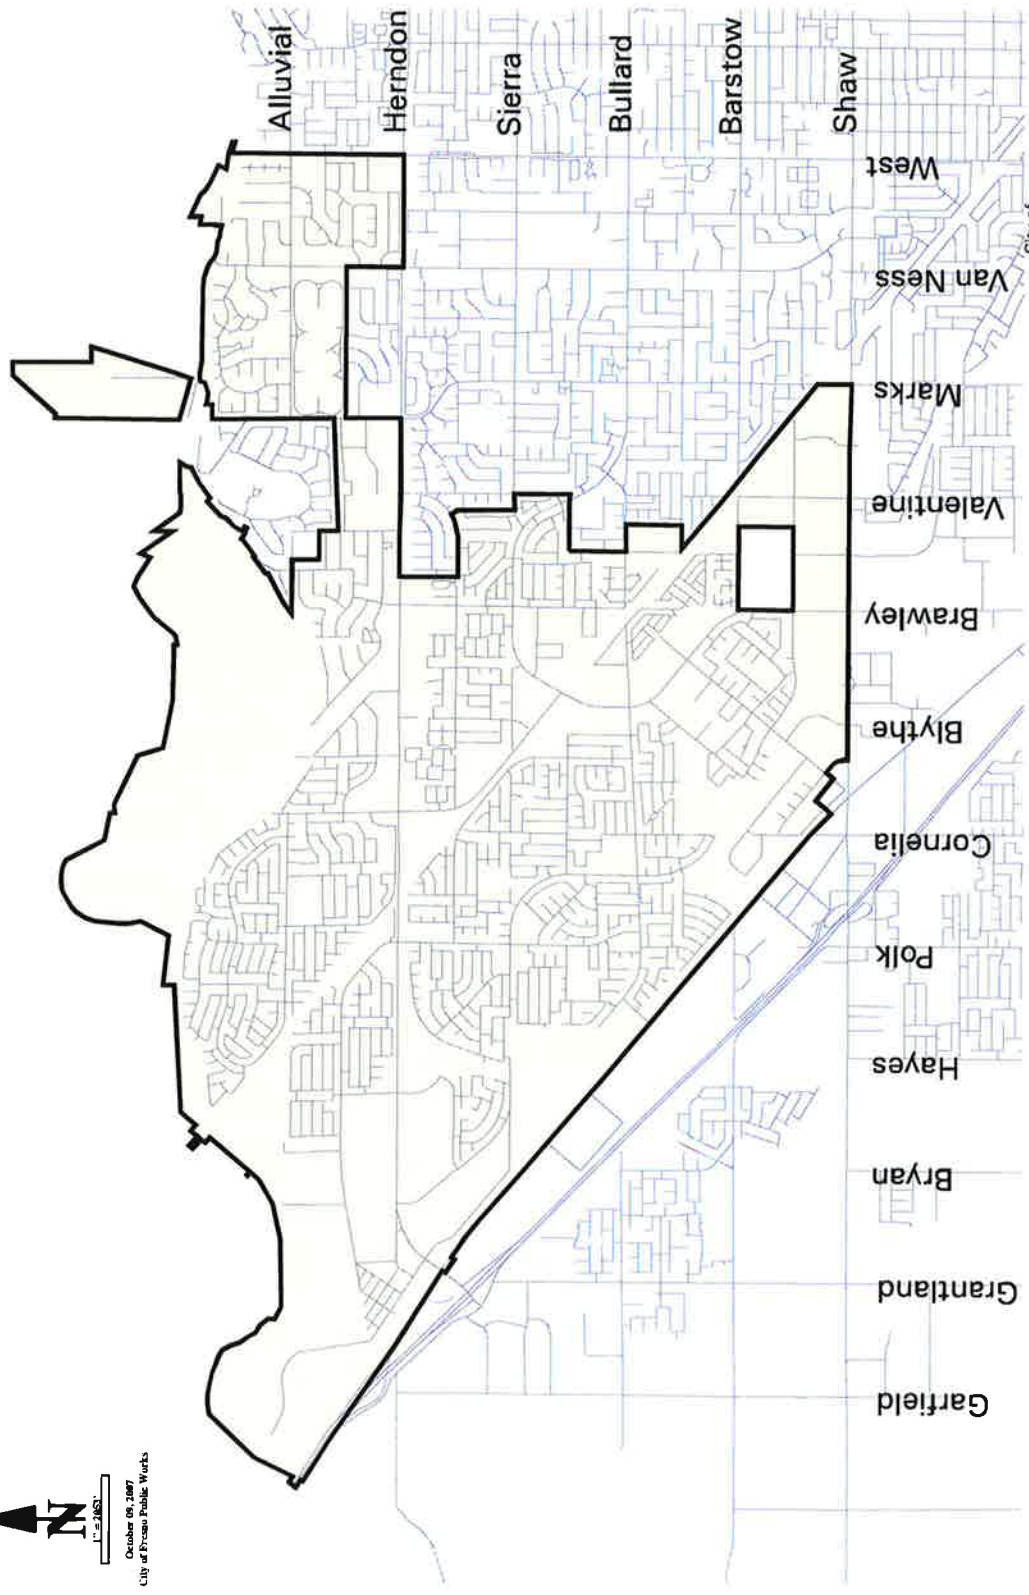 N
October 09, 2007
City of Fresno Public Works
Alluvial
Herndon
Sierra
Bullard
Barstow
Shaw
West
Van Ness
Marks
Valentine
Brawley
Blythe
Cornelia
Polk
Hayes
Bryan
Grantland
Garfield